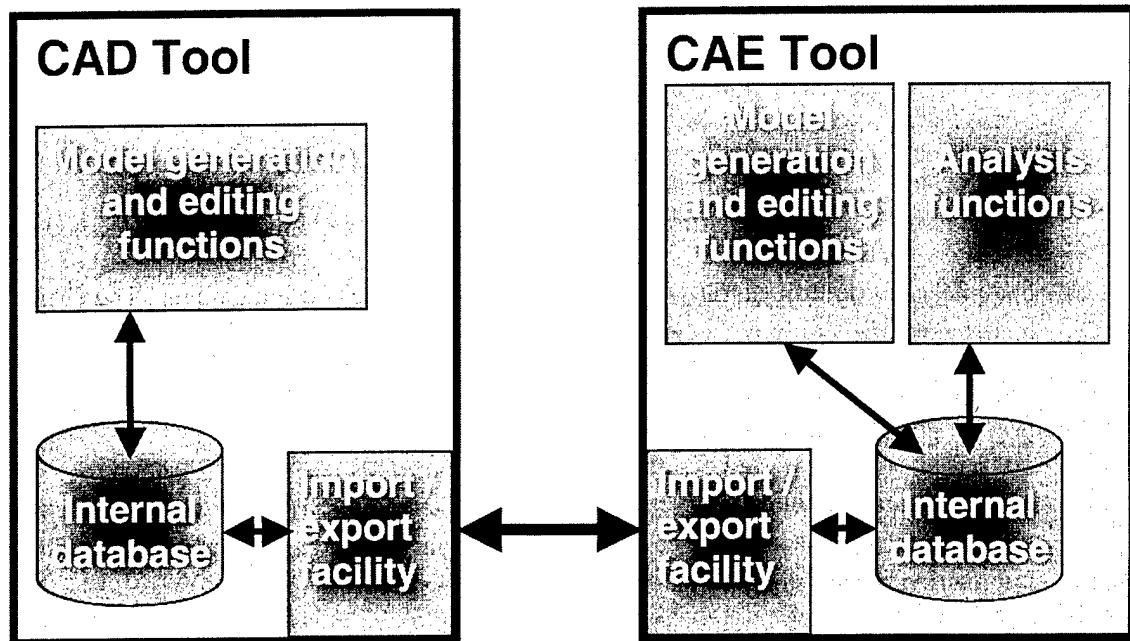 CAD Tool
Model generation
and editing
functions
Internal
database
Import /
export
facility
CAE Tool
Model
generation
and editing
functions
Analysis
functions
Import /
export
facility
Internal
database